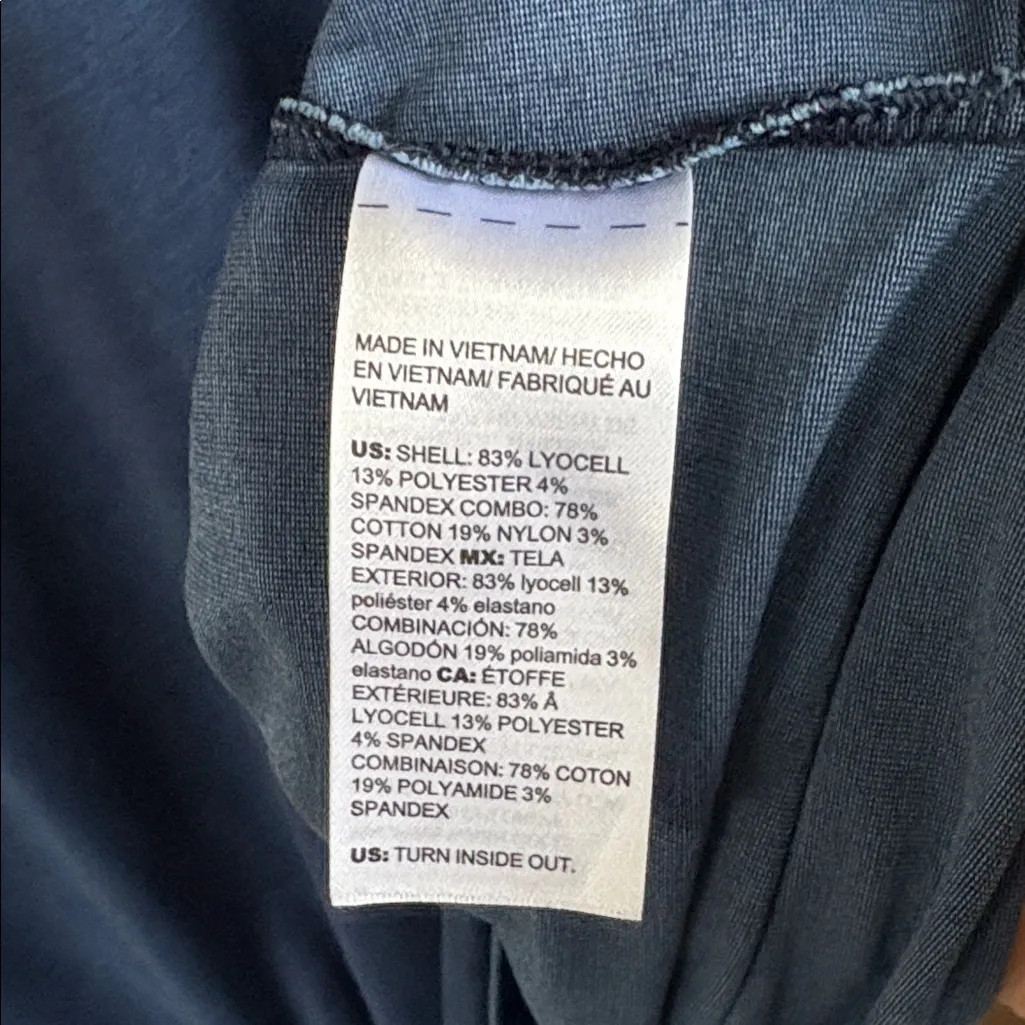 MADE IN VIETNAM/ HECHO
EN VIETNAM/ FABRIQUÉ AU
VIETNAM
US: SHELL: 83% LYOCELL
13% POLYESTER 4%
SPANDEX COMBO: 78%
COTTON 19% NYLON 3%
SPANDEX MX: TELA
EXTERIOR: 83% lyocell 13%
poliéster 4% elastano
COMBINACIÓN: 78%
ALGODÓN 19% poliamida 3%
elastano CA: ÉTOFFE
EXTÉRIEURE: 83% Â
LYOCELL 13% POLYESTER
4% SPANDEX
COMBINAISON: 78% COTON
19% POLYAMIDE 3%
SPANDEX
US: TURN INSIDE OUT.